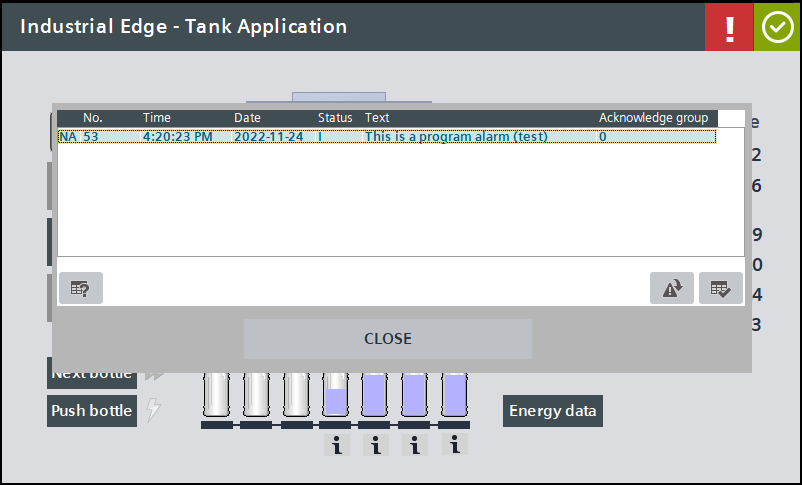 Industrial Edge - Tank Application
No. Time Date Status Text Acknowledge group
NA 53 4:20:23 PM 2022-11-24 I This is a program alarm (test) 0
e
2
6
9
0
4
3
CLOSE
Next bottle
Push bottle
Energy data